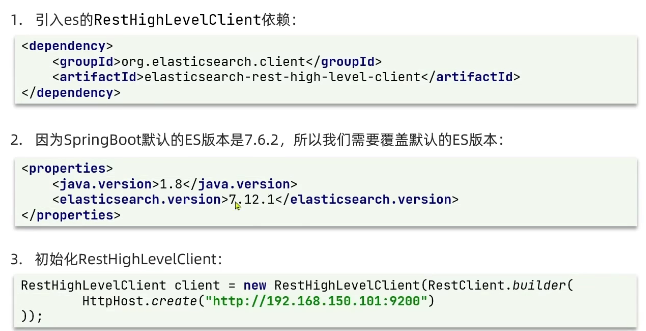 1. 引入es的RestHighLevelClient依赖：
<dependency>
    <groupId>org.elasticsearch.client</groupId>
    <artifactId>elasticsearch-rest-high-level-client</artifactId>
</dependency>
2. 因为SpringBoot默认的ES版本是7.6.2，所以我们需要覆盖默认的ES版本：
<properties>
    <java.version>1.8</java.version>
    <elasticsearch.version>7.12.1</elasticsearch.version>
</properties>
3. 初始化RestHighLevelClient：
RestHighLevelClient client = new RestHighLevelClient(RestClient.builder(
        HttpHost.create("http://192.168.150.101:9200")
));